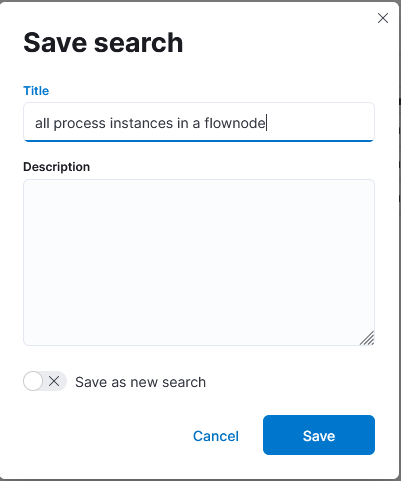 Save search
Title
all process instances in a flownode
Description
Save as new search
Cancel
Save